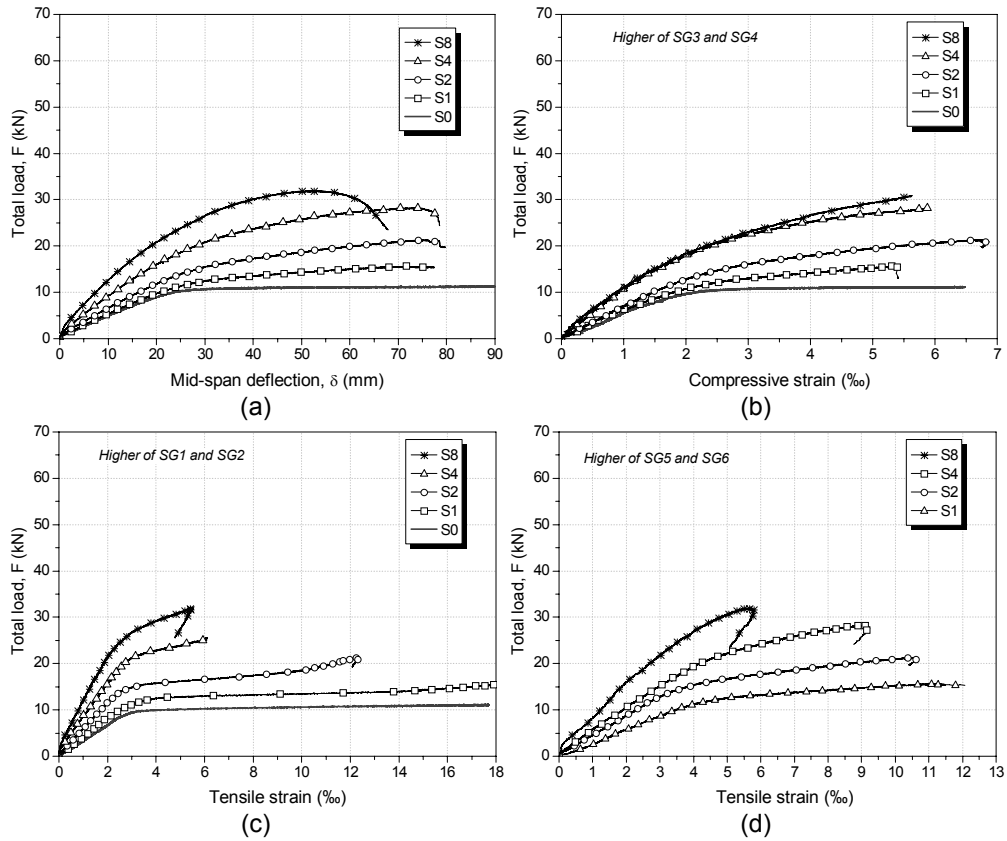 Total load, F (kN)
70
60
50
40
30
20
10
0
S8
S4
S2
S1
S0
0 10 20 30 40 50 60 70 80 90
Mid-span deflection, δ (mm)
(a)
Total load, F (kN)
70
60
50
40
30
20
10
0
Higher of SG3 and SG4
S8
S4
S2
S1
S0
0 1 2 3 4 5 6 7
Compressive strain (‰)
(b)
Total load, F (kN)
70
60
50
40
30
20
10
0
Higher of SG1 and SG2
S8
S4
S2
S1
S0
0 2 4 6 8 10 12 14 16 18
Tensile strain (‰)
(c)
Total load, F (kN)
70
60
50
40
30
20
10
0
Higher of SG5 and SG6
S8
S4
S2
S1
0 1 2 3 4 5 6 7 8 9 10 11 12 13
Tensile strain (‰)
(d)